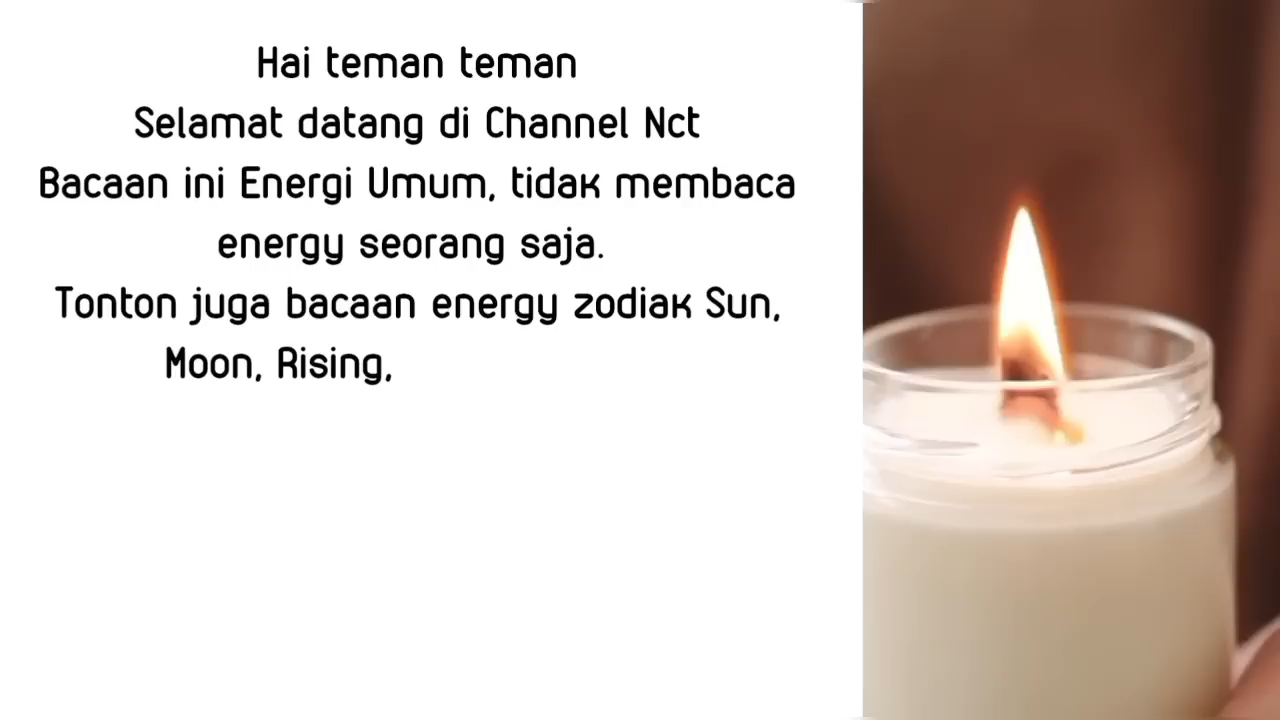 Hai teman teman
Selamat datang di Channel Nct
Bacaan ini Energi Umum, tidak membaca
energy seorang saja.
Tonton juga bacaan energy zodiak Sun,
Moon, Rising,